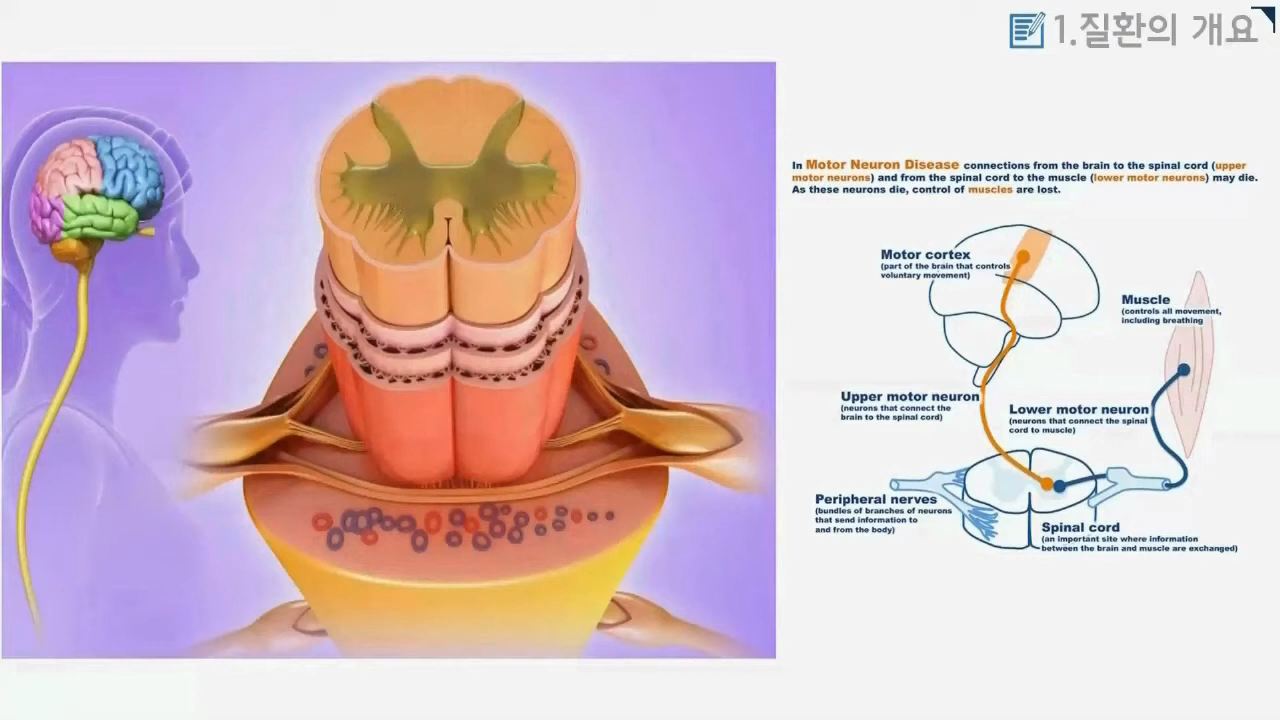 1.질환의 개요
In Motor Neuron Disease connections from the brain to the spinal cord (upper
motor neurons) and from the spinal cord to the muscle (lower motor neurons) may die.
As these neurons die, control of muscles are lost.
Motor cortex
(part of the brain that controls
voluntary movement)
Muscle
(controls all movement,
including breathing
Upper motor neuron
(neurons that connect the
brain to the spinal cord)
Lower motor neuron
(neurons that connect the spinal
cord to muscle)
Peripheral nerves
(bundles of branches of neurons
that send information to
and from the body)
Spinal cord
(an important site where information
between the brain and muscle are exchanged)